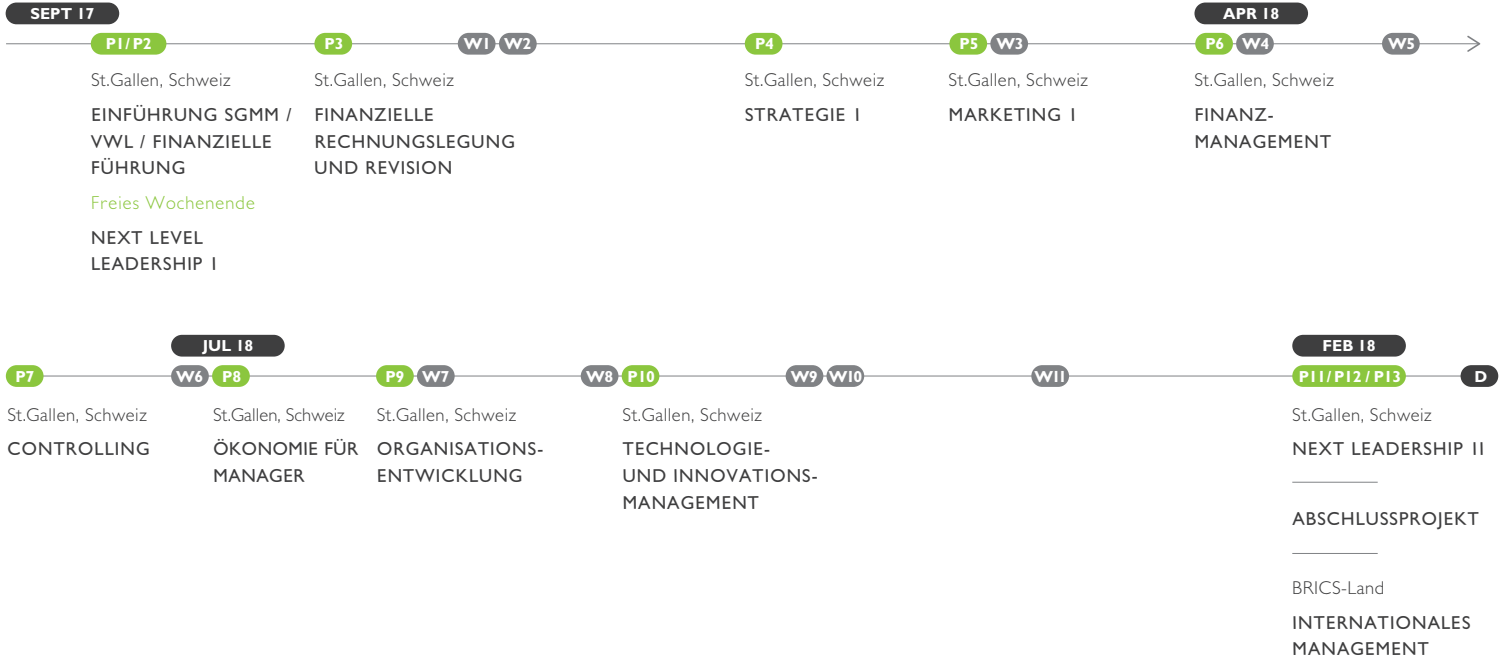 SEPT 17
APR 18
P1/P2
P3
W1 W2
P4
P5 W3
P6 W4
W5
St.Gallen, Schweiz
EINFÜHRUNG SGMM /
VWL / FINANZIELLE
FÜHRUNG
Freies Wochenende
NEXT LEVEL
LEADERSHIP I
St.Gallen, Schweiz
FINANZIELLE
RECHNUNGSLEGUNG
UND REVISION
St.Gallen, Schweiz
STRATEGIE I
St.Gallen, Schweiz
MARKETING I
St.Gallen, Schweiz
FINANZ-
MANAGEMENT
JUL 18
FEB 18
P7
W6 P8
P9 W7
W8 P10
W9 W10
W11
P11/P12/P13
D
St.Gallen, Schweiz
CONTROLLING
St.Gallen, Schweiz
ÖKONOMIE FÜR
MANAGER
St.Gallen, Schweiz
ORGANISATIONS-
ENTWICKLUNG
St.Gallen, Schweiz
TECHNOLOGIE-
UND INNOVATIONS-
MANAGEMENT
St.Gallen, Schweiz
NEXT LEADERSHIP II
ABSCHLUSSPROJEKT
BRICS-Land
INTERNATIONALES
MANAGEMENT